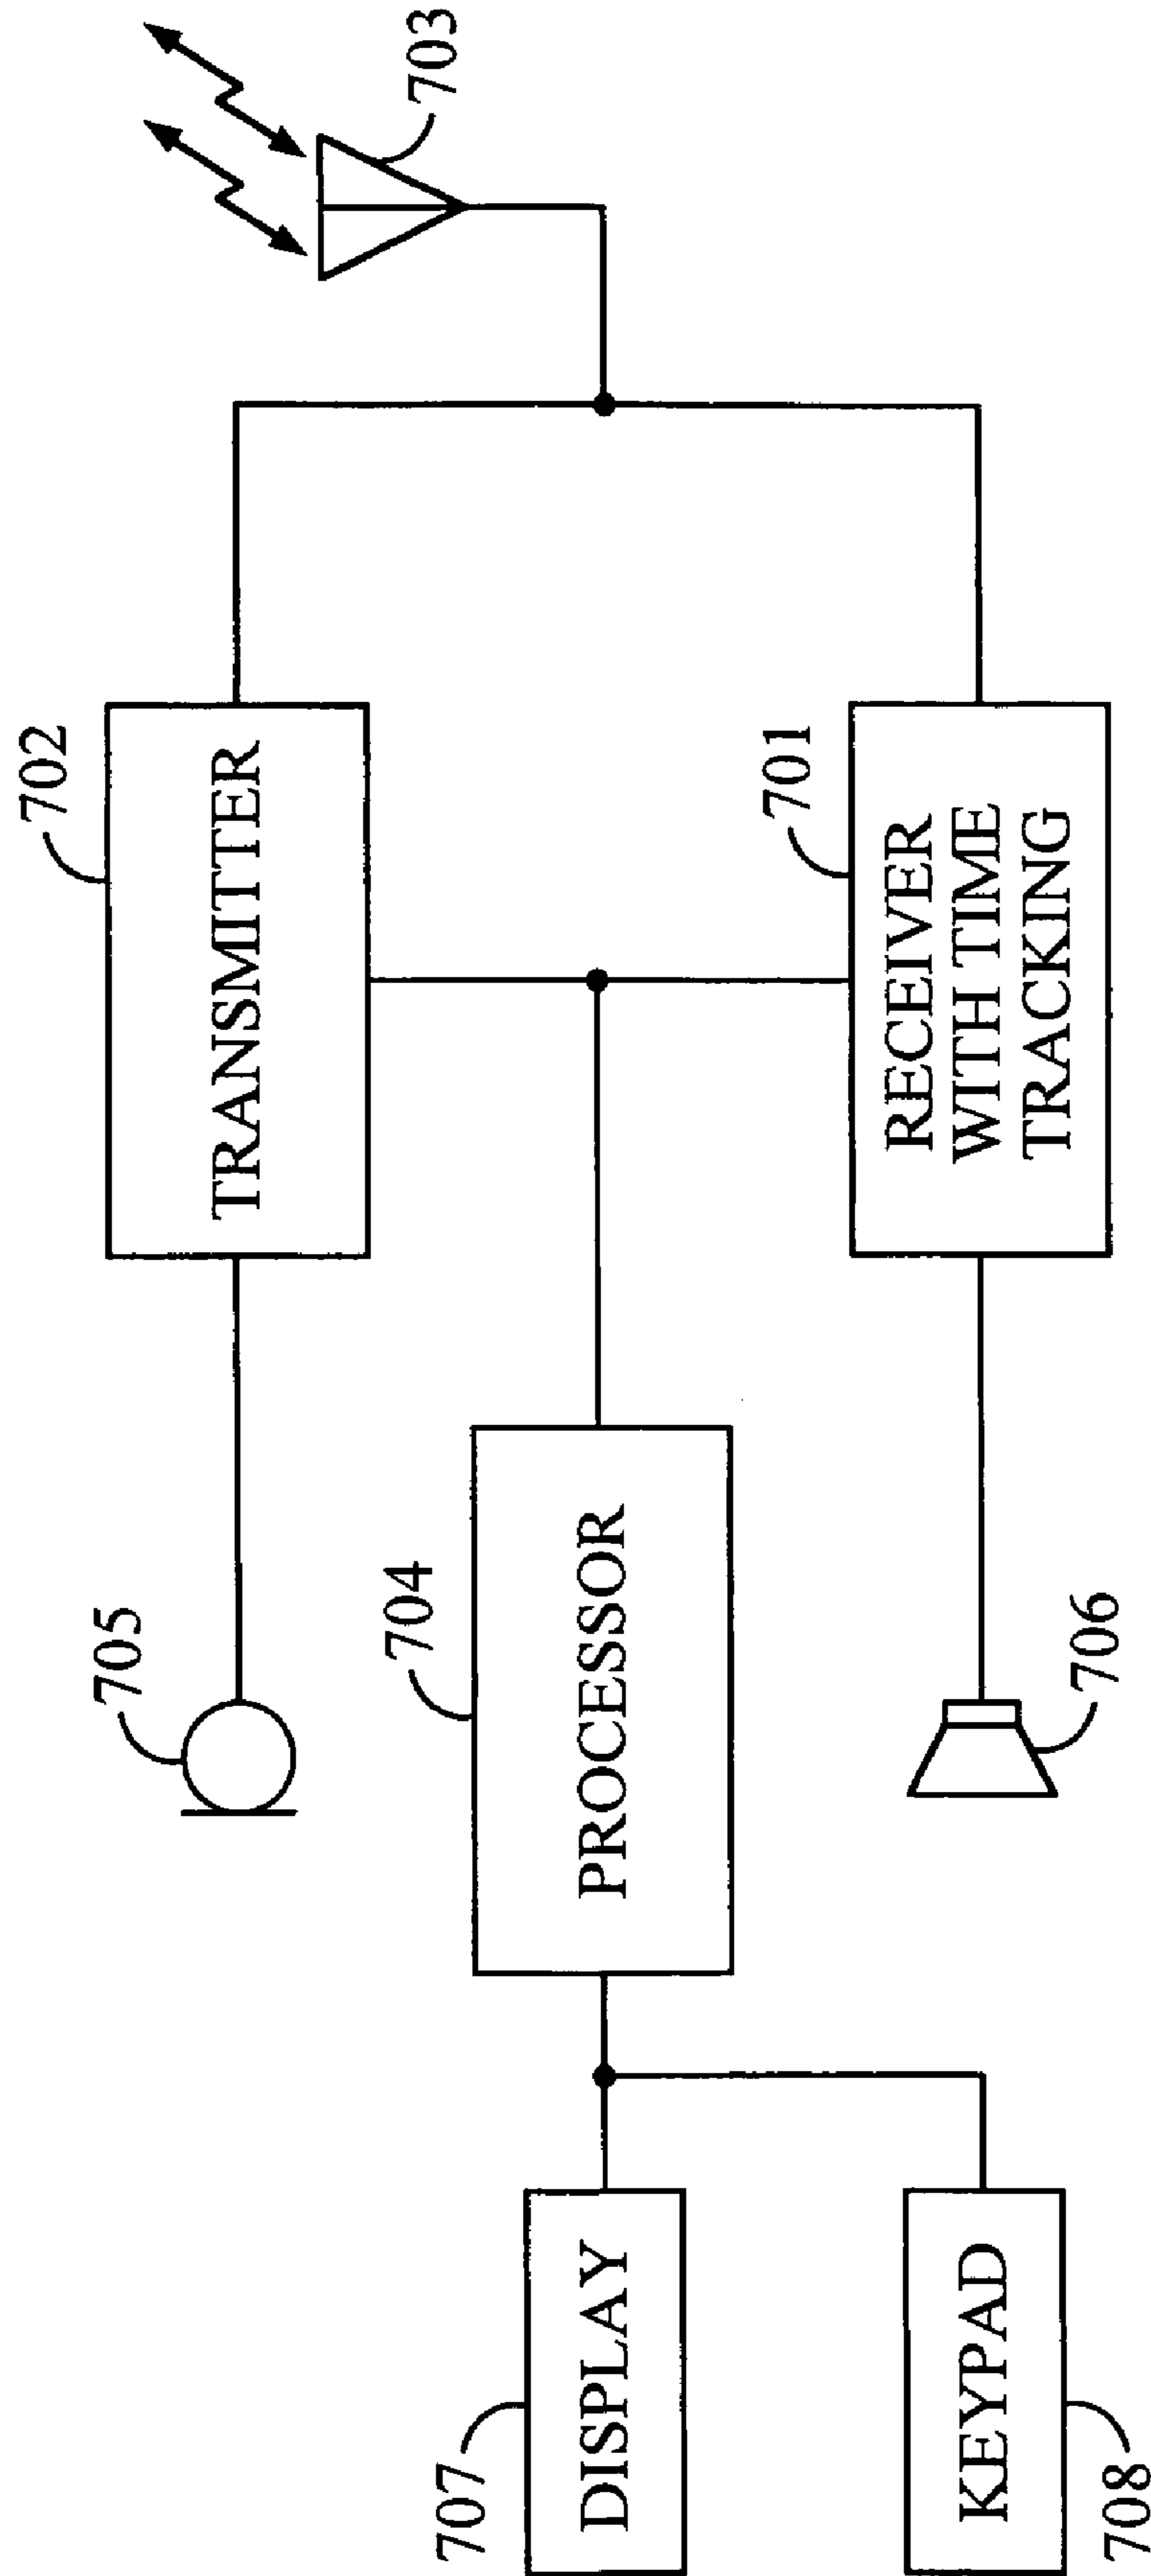 703
702
TRANSMITTER
701
RECEIVER
WITH TIME
TRACKING
705
704
PROCESSOR
706
707
DISPLAY
KEYPAD
708